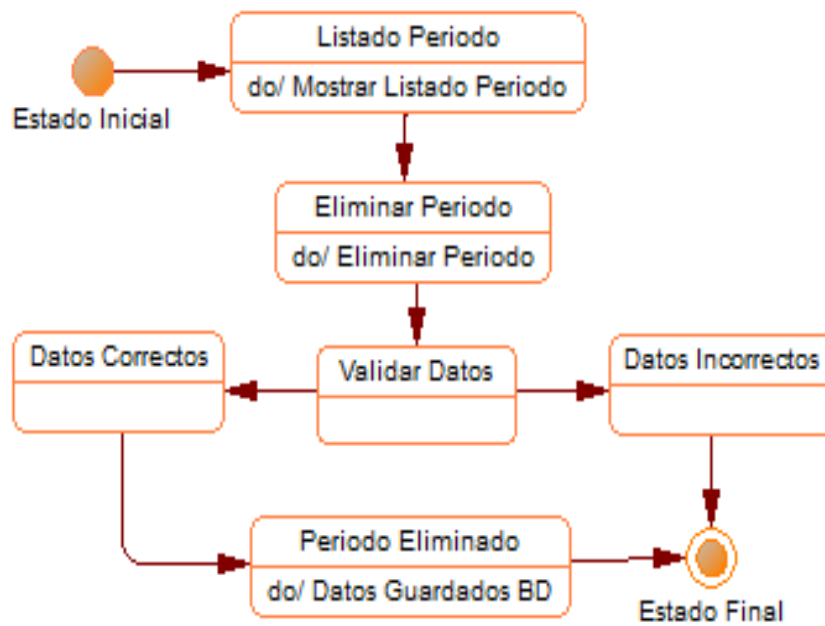 Listado Periodo
do/ Mostrar Listado Periodo
Estado Inicial
Eliminar Periodo
do/ Eliminar Periodo
Datos Correctos
Validar Datos
Datos Incorrectos
Periodo Eliminado
do/ Datos Guardados BD
Estado Final